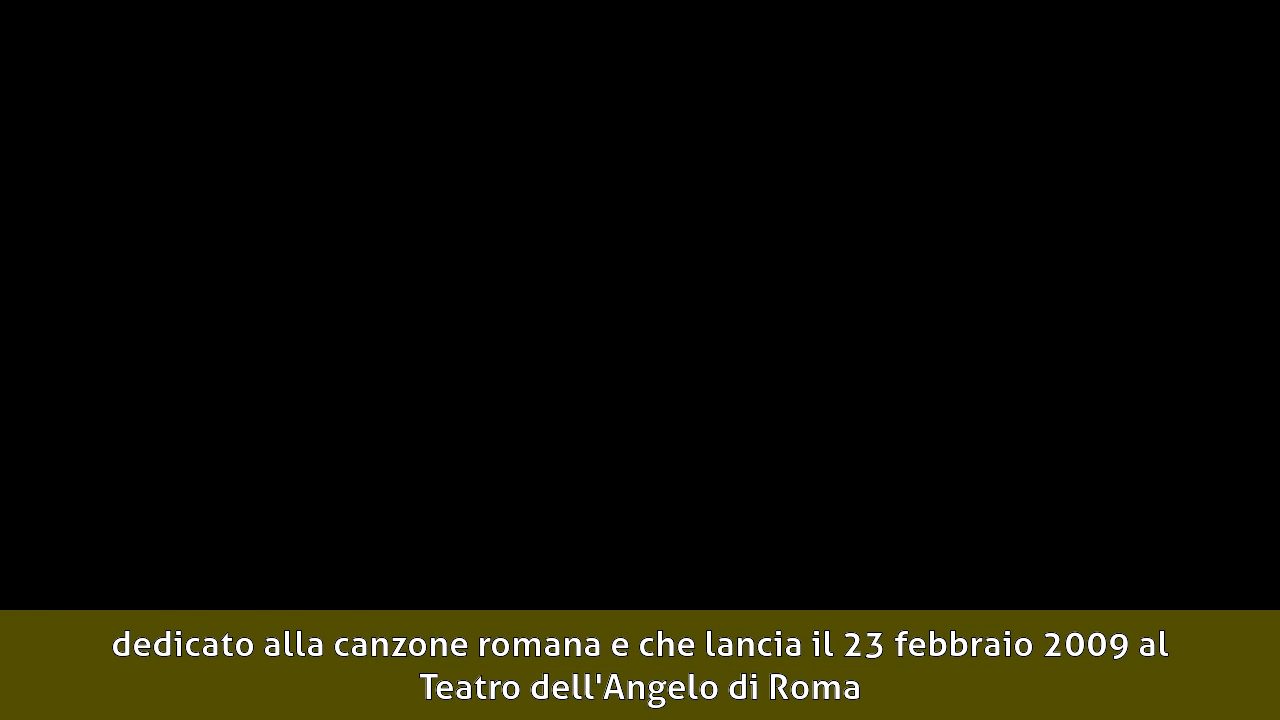 dedicato alla canzone romana e che lancia il 23 febbraio 2009 al
Teatro dell'Angelo di Roma